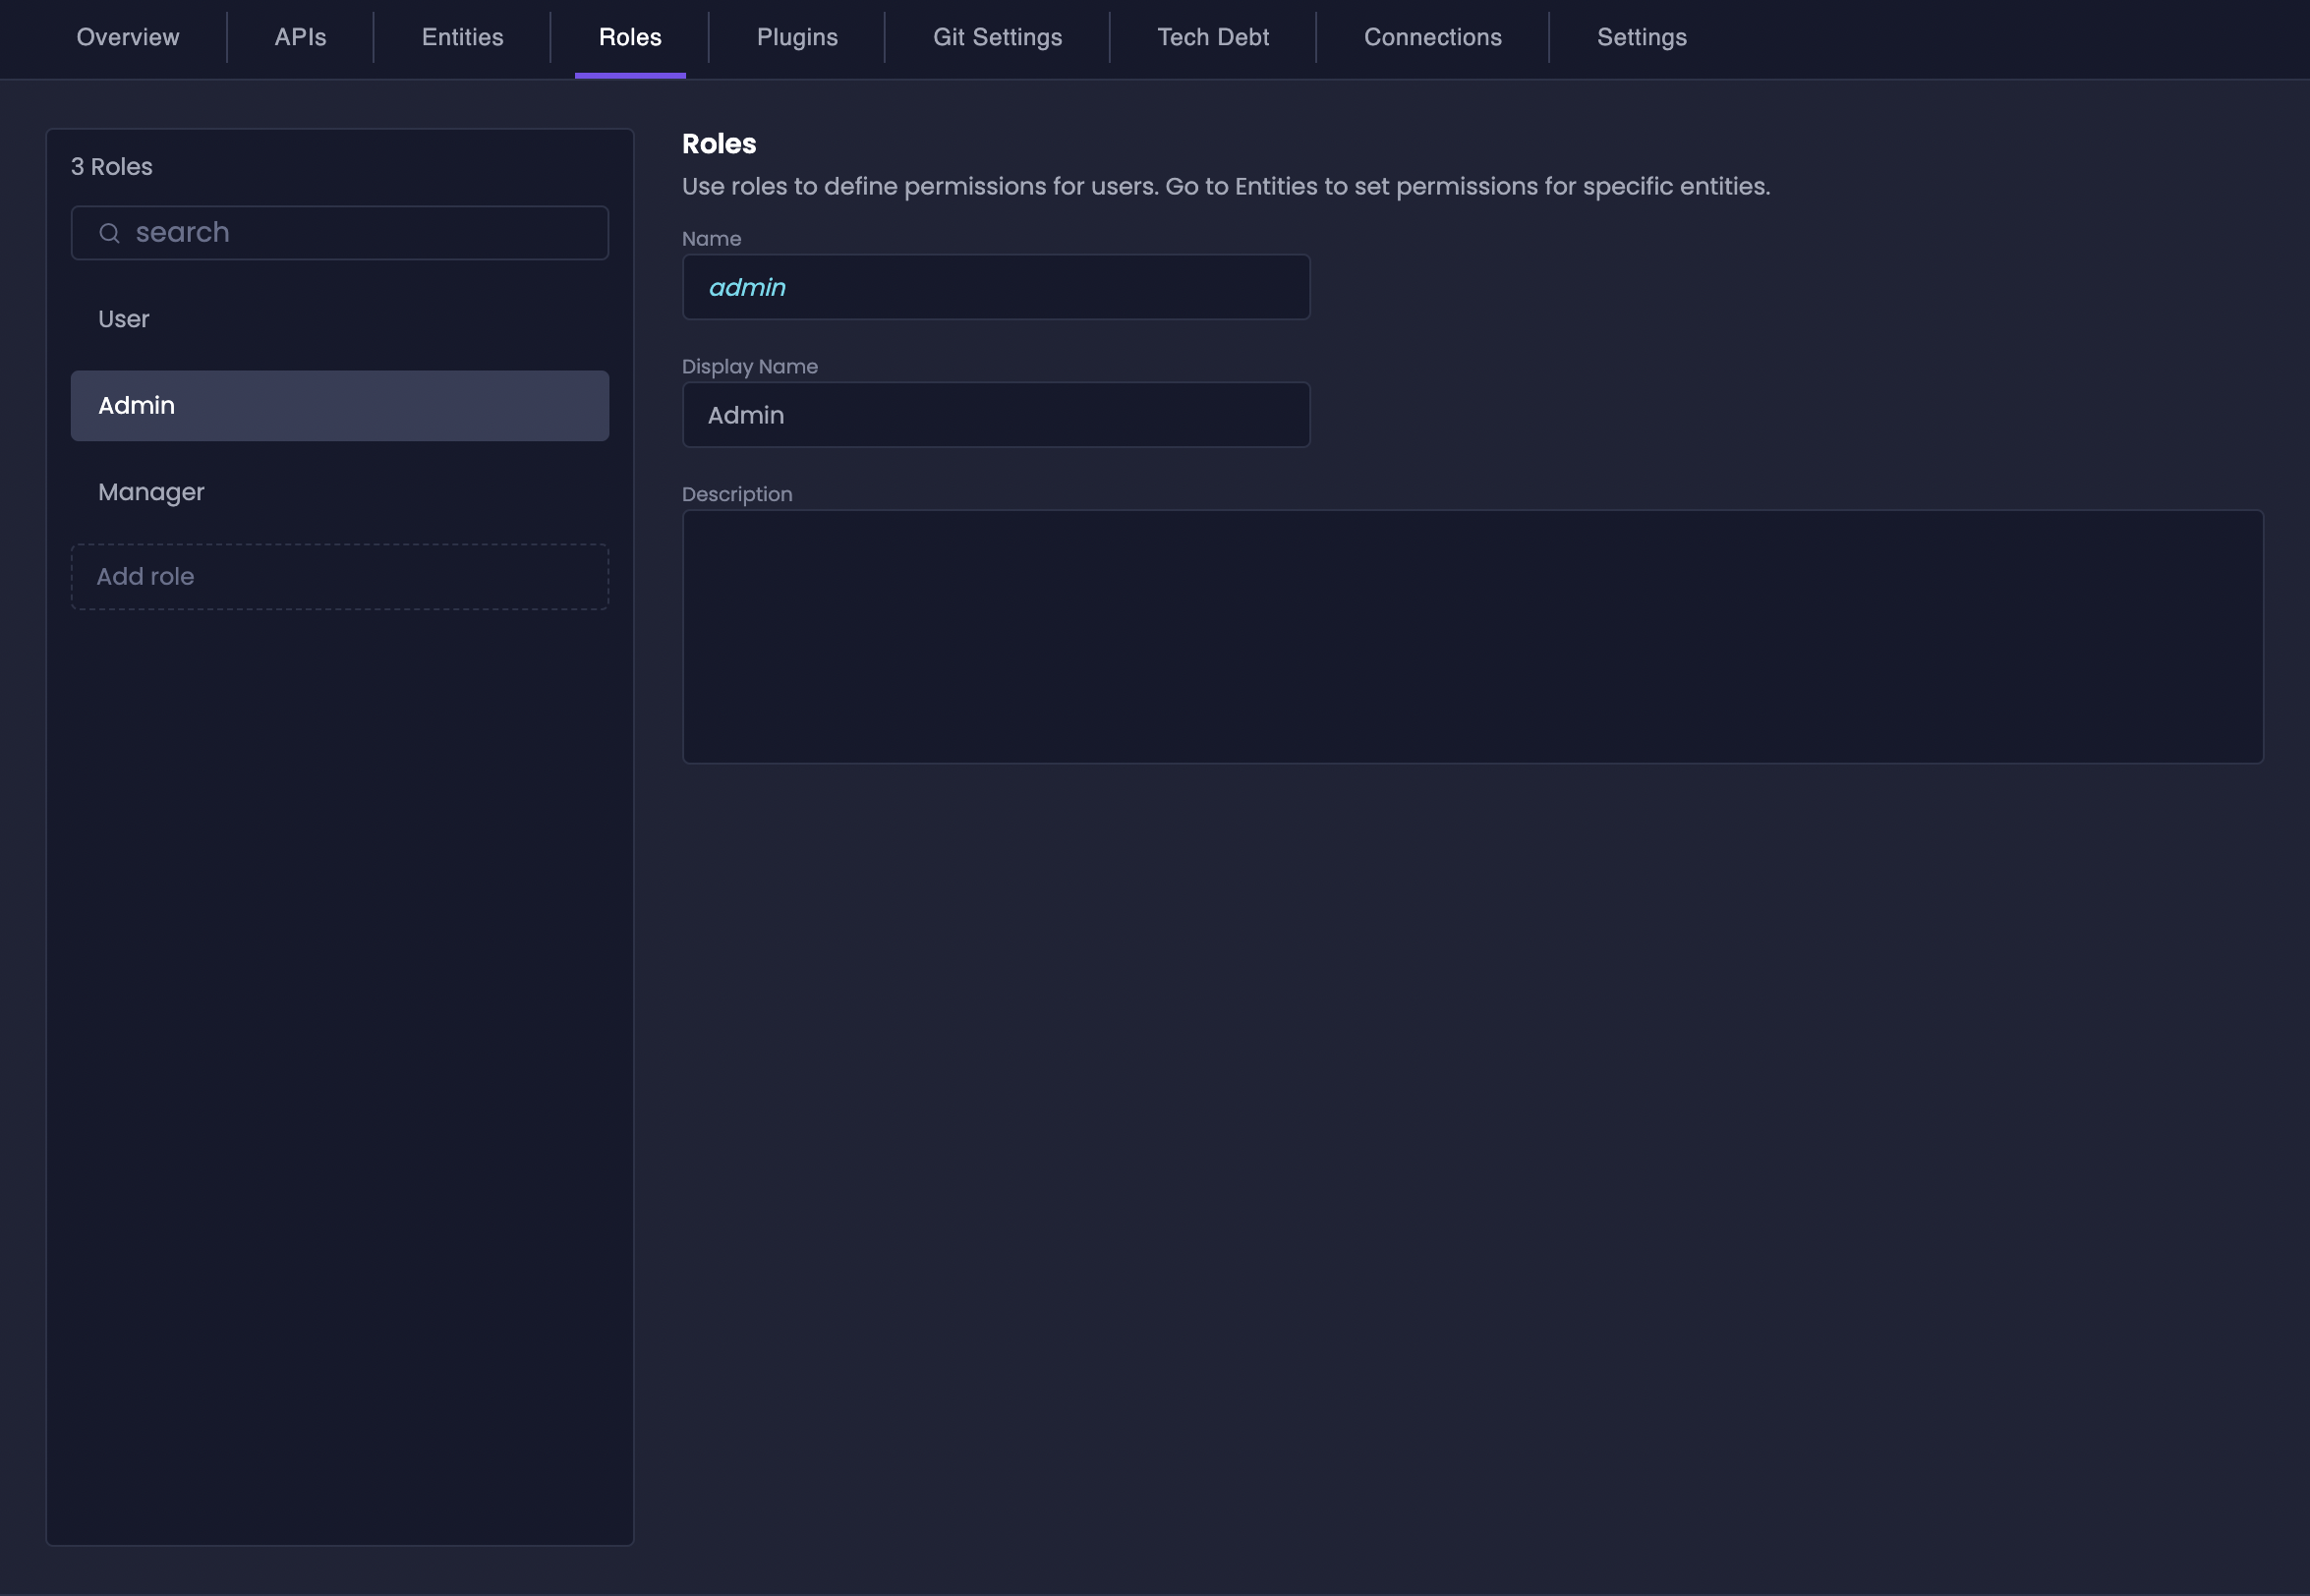 Overview APIs Entities Roles Plugins Git Settings Tech Debt Connections Settings
3 Roles
search
User
Admin
Manager
Add role
Roles
Use roles to define permissions for users. Go to Entities to set permissions for specific entities.
Name
admin
Display Name
Admin
Description